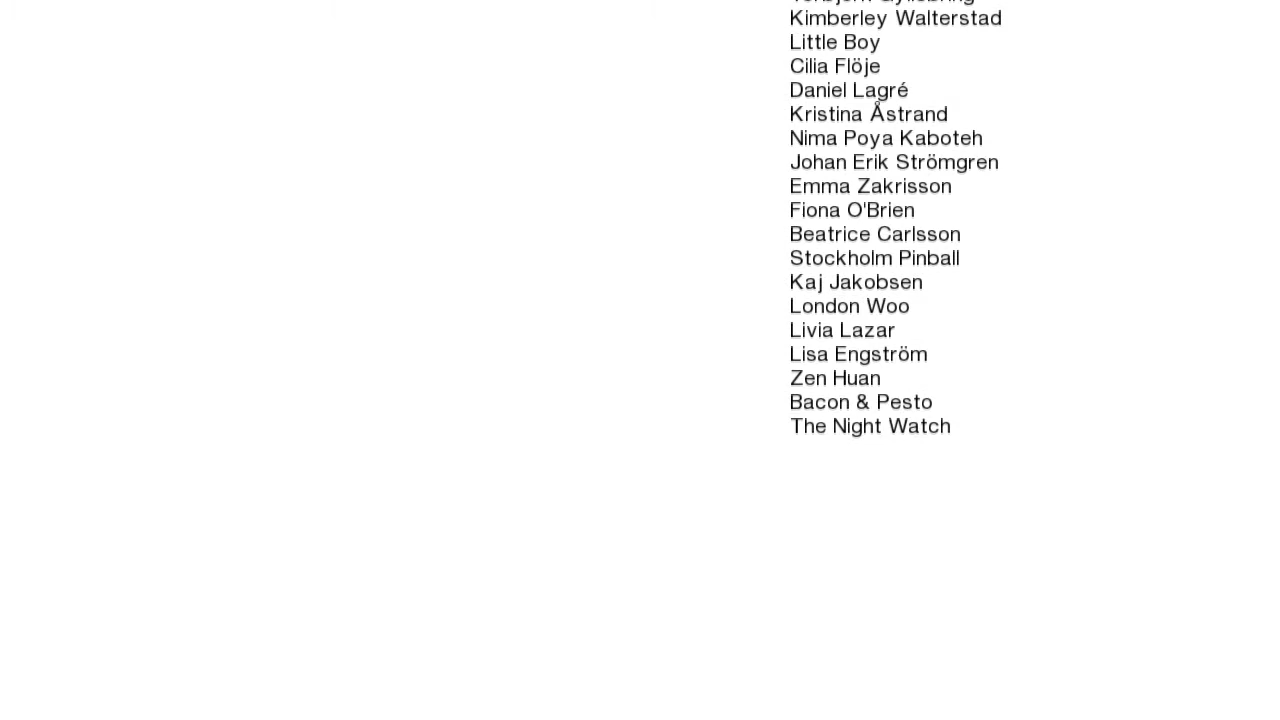 Kimberley Walterstad
Little Boy
Cilia Flöje
Daniel Lagré
Kristina Åstrand
Nima Poya Kaboteh
Johan Erik Strömgren
Emma Zakrisson
Fiona O'Brien
Beatrice Carlsson
Stockholm Pinball
Kaj Jakobsen
London Woo
Livia Lazar
Lisa Engström
Zen Huan
Bacon & Pesto
The Night Watch